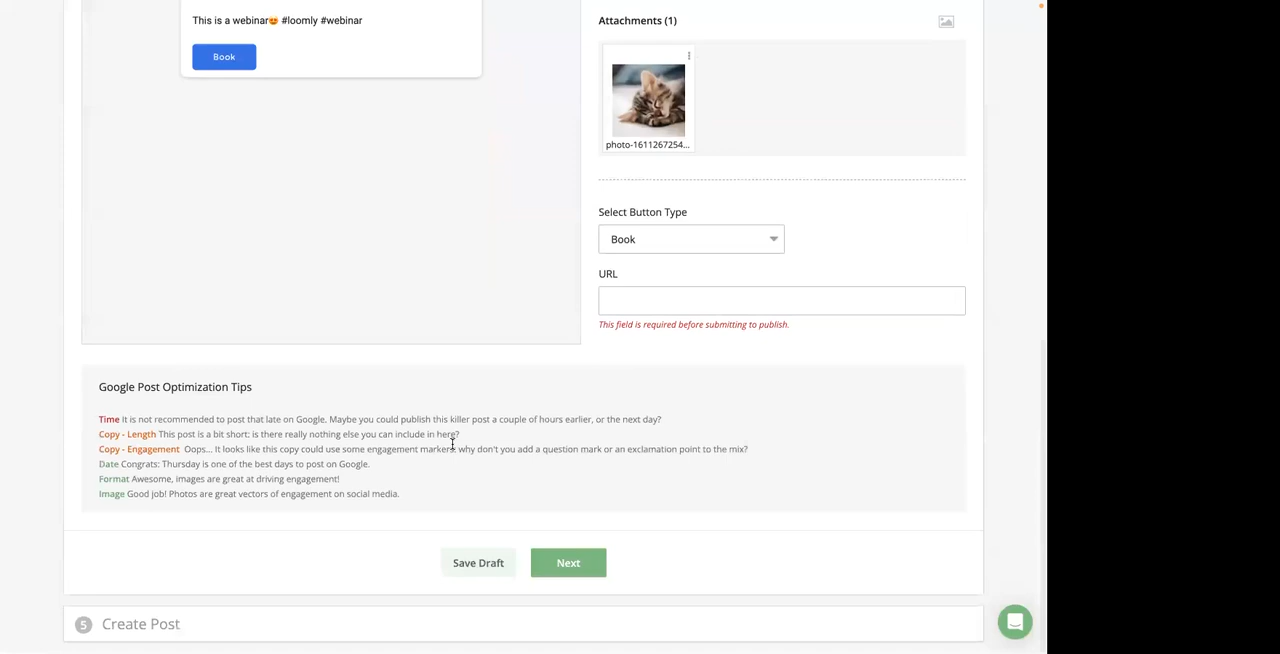 This is a webinar😍 #loomly #webinar
Book
Attachments (1)
photo-1611267254...
Select Button Type
Book
URL
This field is required before submitting to publish.
Google Post Optimization Tips
Time It is not recommended to post that late on Google. Maybe you could publish this killer post a couple of hours earlier, or the next day?
Copy - Length This post is a bit short: is there really nothing else you can include in here?
Copy - Engagement Oops... It looks like this copy could use some engagement markers: why don't you add a question mark or an exclamation point to the mix?
Date Congrats: Thursday is one of the best days to post on Google.
Format Awesome, images are great at driving engagement!
Image Good job! Photos are great vectors of engagement on social media.
Save Draft
Next
5 Create Post